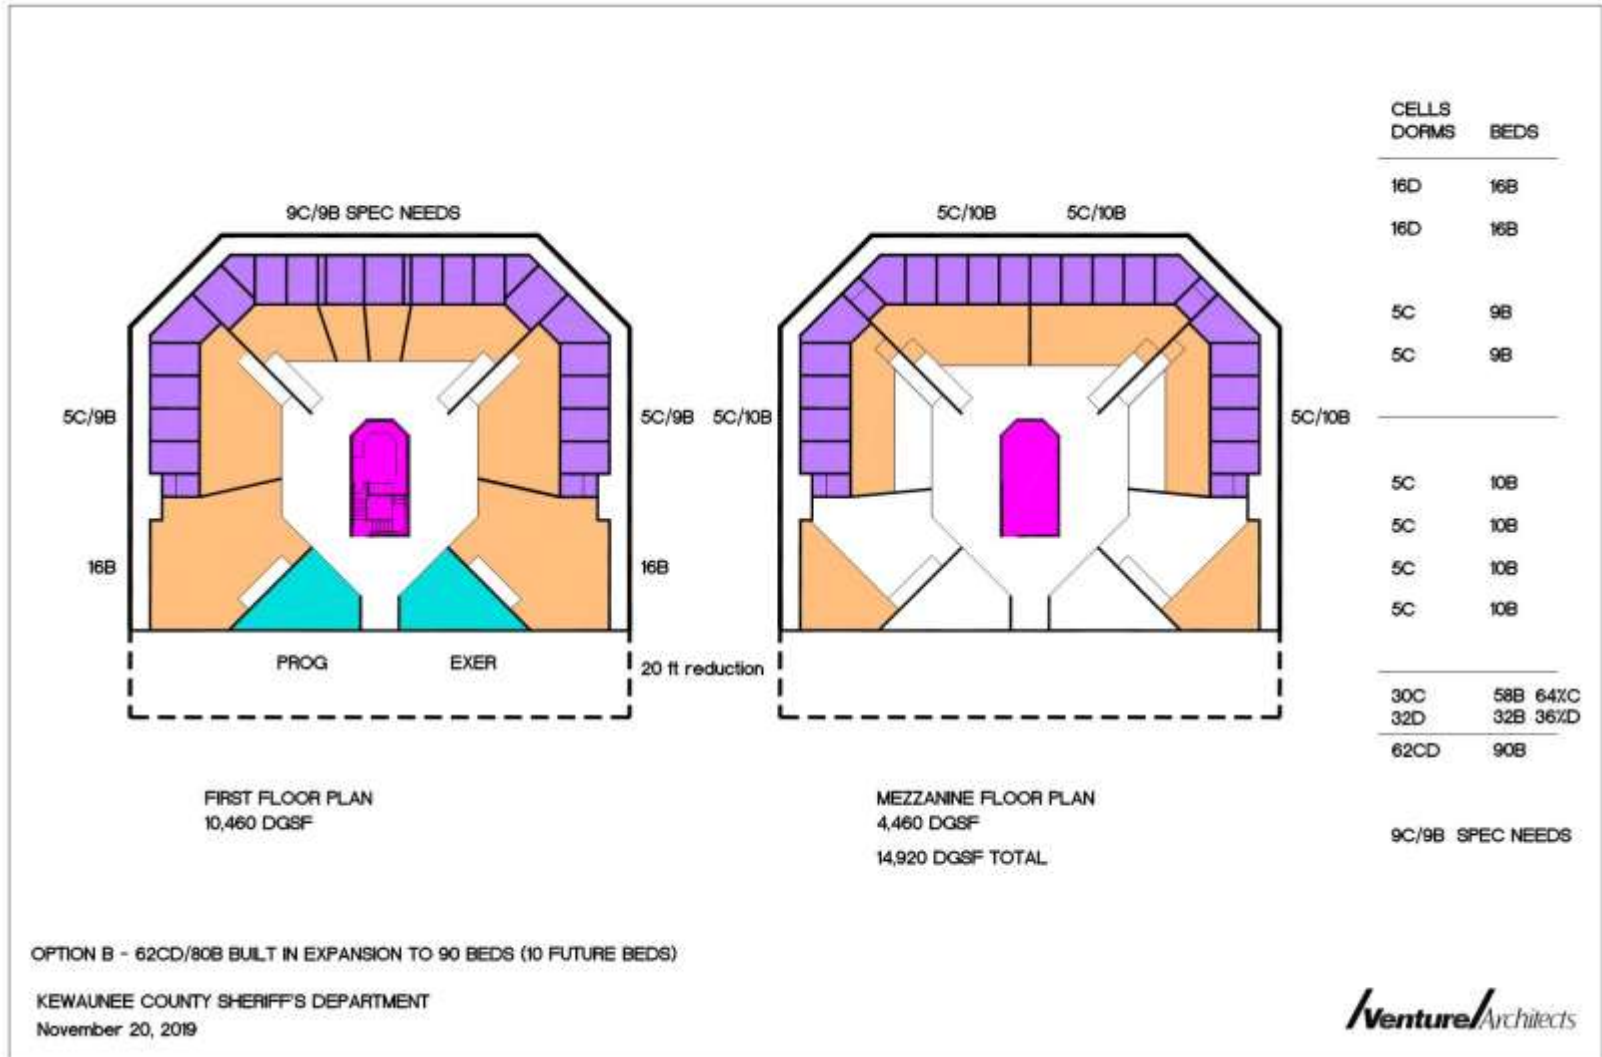 9C/9B SPEC NEEDS
5C/9B
5C/9B
16B
16B
PROG
EXER
20 ft reduction
FIRST FLOOR PLAN
10,460 DGSF
5C/10B
5C/10B
5C/10B
5C/10B
MEZZANINE FLOOR PLAN
4,460 DGSF
14,920 DGSF TOTAL
CELLS
DORMS BEDS
16D 16B
16D 16B
5C 9B
5C 9B
5C 10B
5C 10B
5C 10B
5C 10B
30C 58B 64%C
32D 32B 36%D
62CD 90B
9C/9B SPEC NEEDS
OPTION B - 62CD/80B BUILT IN EXPANSION TO 90 BEDS (10 FUTURE BEDS)
KEWAUNEE COUNTY SHERIFF'S DEPARTMENT
November 20, 2019
Venture Architects